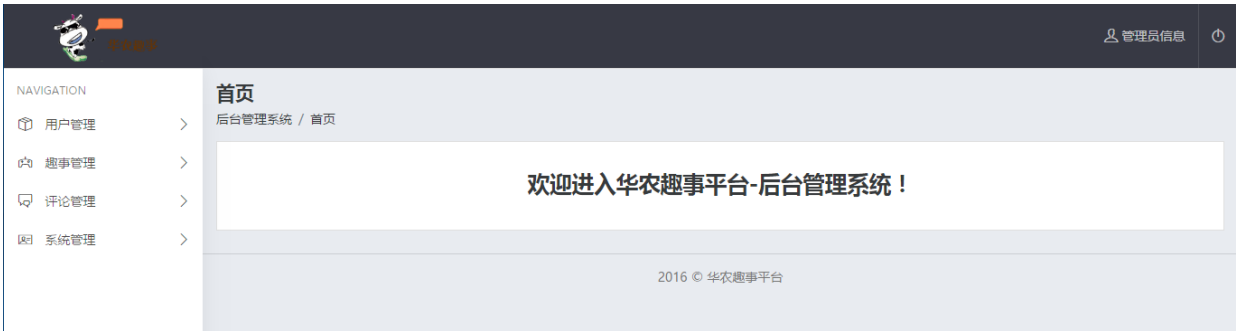 管理员信息
NAVIGATION
用户管理
趣事管理
评论管理
系统管理
首页
后台管理系统 / 首页
欢迎进入华农趣事平台-后台管理系统！
2016 © 华农趣事平台